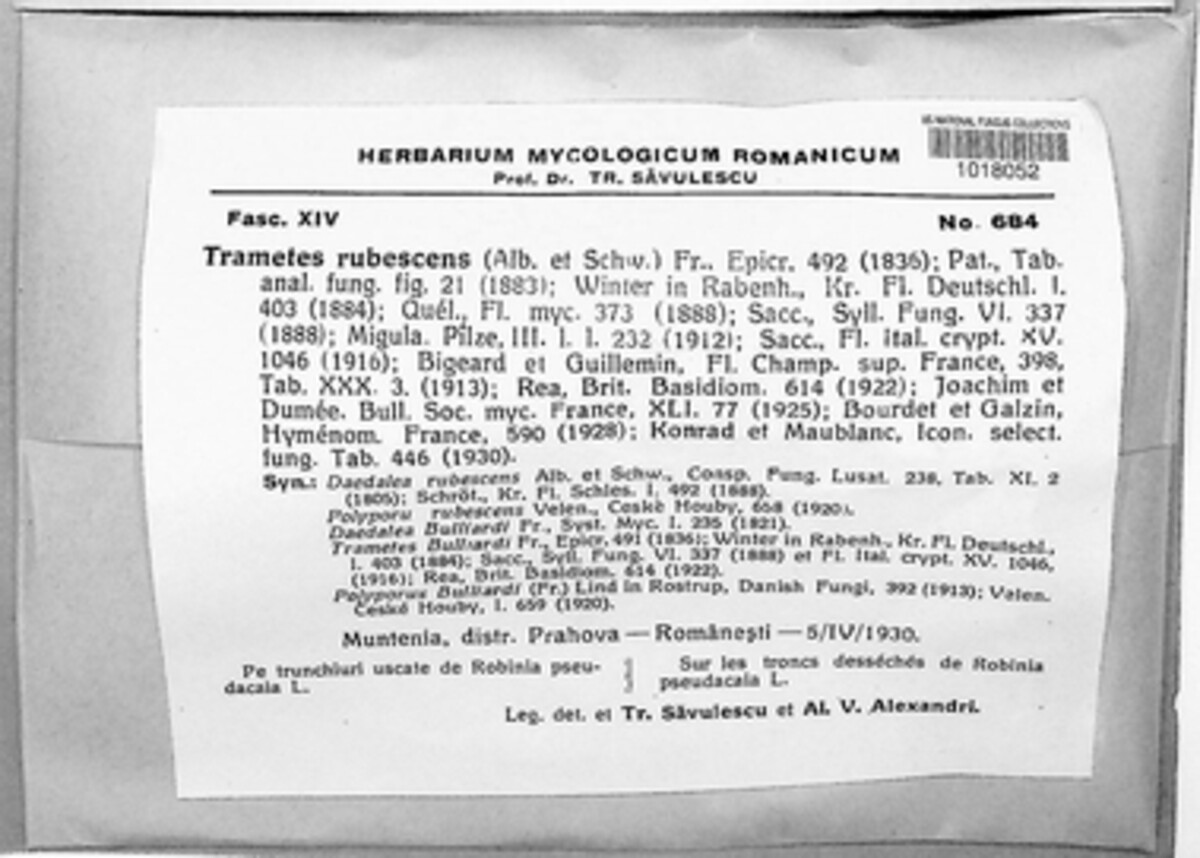 US NATIONAL FUNGUS COLLECTIONS
1018052
HERBARIUM MYCOLOGICUM ROMANICUM
Prof. Dr. TR. SĂVULESCU
Fasc. XIV No. 684
Trametes rubescens (Alb. et Schw.) Fr.. Epicr. 492 (1836); Pat., Tab.
anal. fung. fig. 21 (1883); Winter in Rabenh., Kr. Fl. Deutschl. I.
403 (1884); Quél., Fl. myc. 373 (1888); Sacc., Syll. Fung. VI. 337
(1888); Migula. Pilze, III. I. I. 232 (1912); Sacc., Fl. ital. crypt. XV.
1046 (1916); Bigeard et Guillemin, Fl. Champ. sup. France, 398,
Tab. XXX. 3. (1913); Rea, Brit. Basidiom. 614 (1922); Joachim et
Dumée. Bull. Soc. myc. France, XLI. 77 (1925); Bourdet et Galzin,
Hyménom. France, 590 (1928); Konrad et Maublanc, Icon. select.
fung. Tab. 446 (1930).
Syn.: Daedalea rubescens Alb. et Schw., Consp. Fung. Lusat. 238, Tab. XI. 2
(1805); Schröt., Kr. Fl. Schles. I. 492 (1888).
Polyporu rubescens Velen., České Houby, 658 (1920).
Daedalea Bulliardi Fr., Syst. Myc. I. 235 (1821).
Trametes Bulliardi Fr., Epicr. 491 (1836); Winter in Rabenh., Kr. Fl. Deutschl.,
I. 403 (1884); Sacc., Syll. Fung. VI. 337 (1888) et Fl. Ital. crypt. XV. 1046,
(1916); Rea, Brit. Basidiom. 614 (1922).
Polyporus Bulliardi (Fr.) Lind in Rostrup, Danish Fungi, 392 (1913); Velen.
České Houby, I. 659 (1920).
Muntenia, distr. Prahova — Românești — 5/IV/1930.
Pe trunchiuri uscate de Robinia pseu-
dacaia L.
Sur les troncs desséchés de Robinia
pseudacaia L.
Leg. det. et Tr. Săvulescu et Al. V. Alexandri.